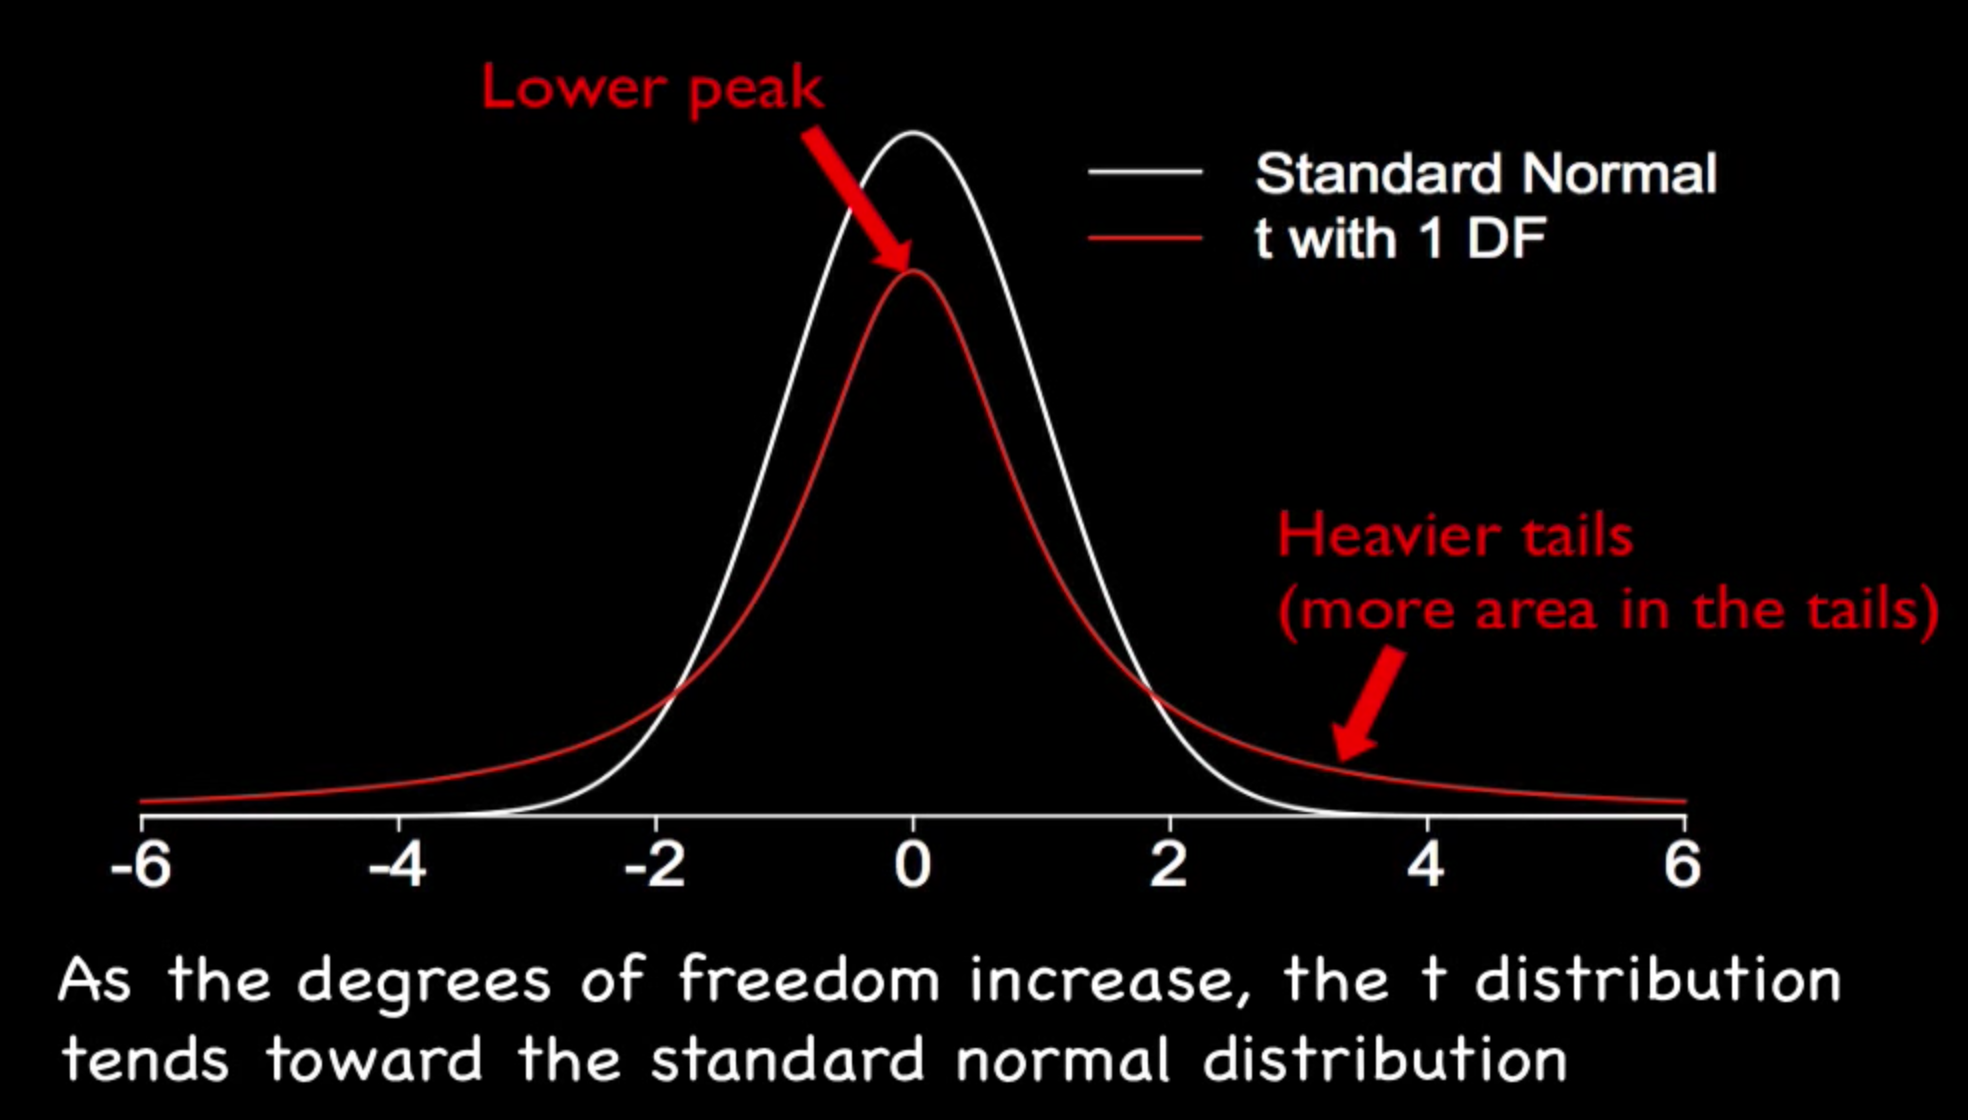 Lower peak
Standard Normal
t with 1 DF
Heavier tails
(more area in the tails)
-6 -4 -2 0 2 4 6
As the degrees of freedom increase, the t distribution
tends toward the standard normal distribution